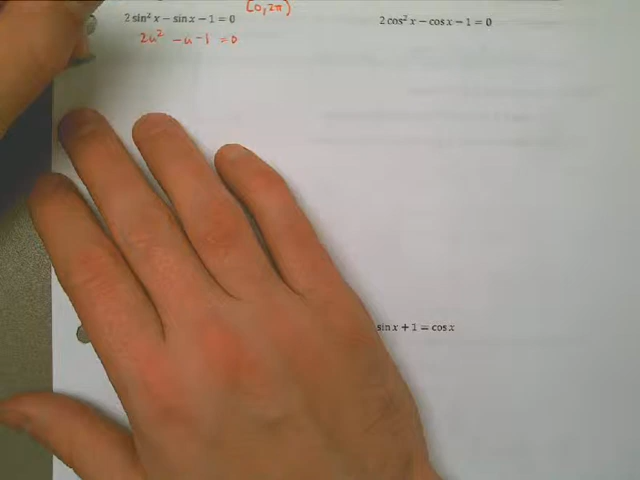 [0, 2π)
2 sin² x − sin x − 1 = 0
2 cos² x − cos x − 1 = 0
2u² − u − 1 = 0
sin x + 1 = cos x